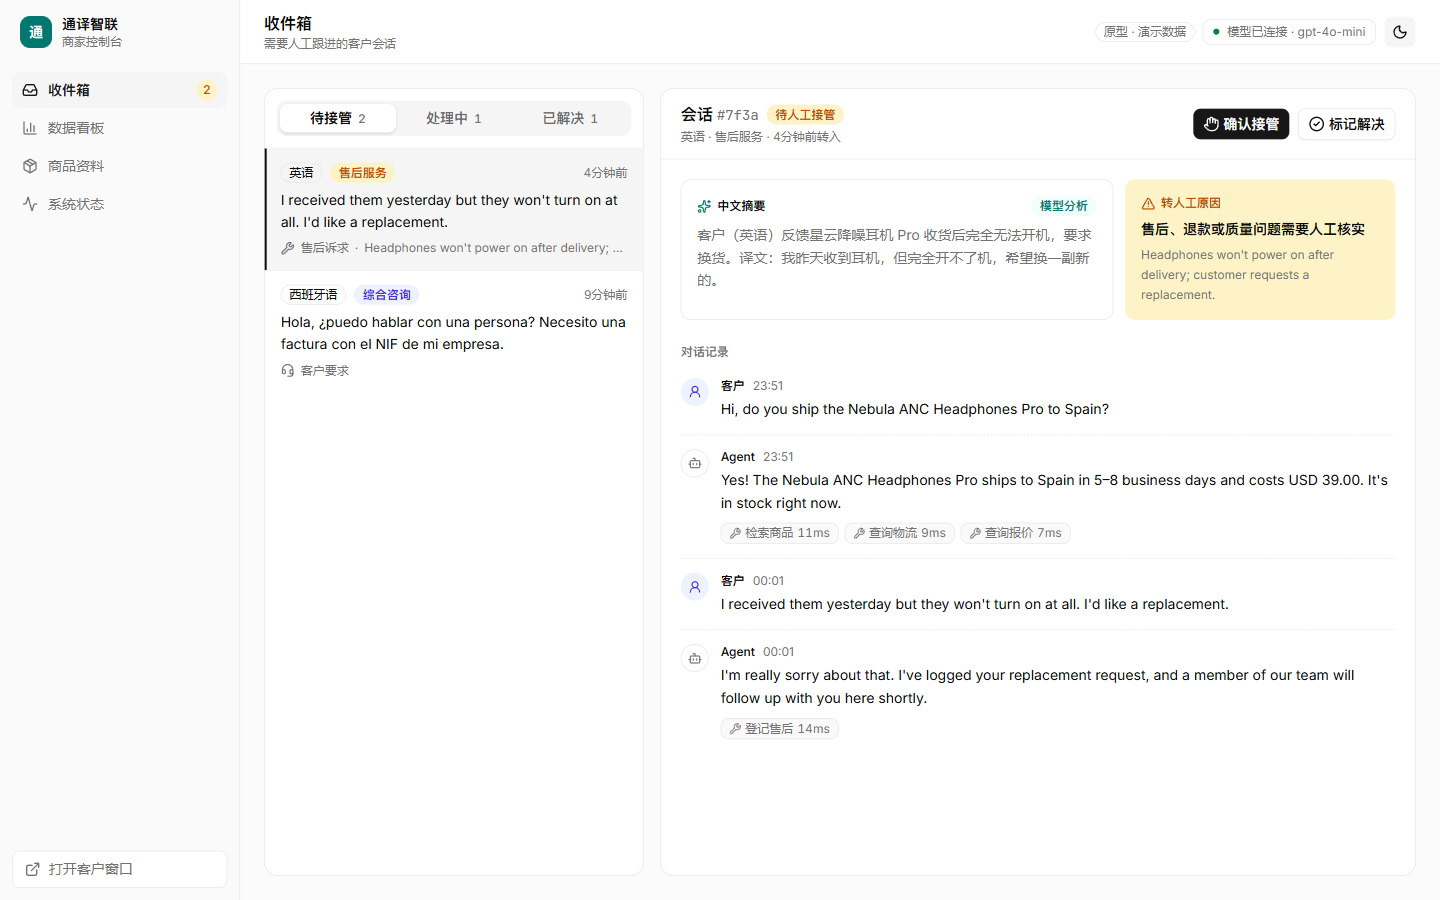 通
通译智联
商家控制台
收件箱
2
数据看板
商品资料
系统状态
打开客户窗口
收件箱
需要人工跟进的客户会话
原型 · 演示数据
模型已连接 · gpt-4o-mini
待接管 2
处理中 1
已解决 1
英语
售后服务
4分钟前
I received them yesterday but they won't turn on at
all. I'd like a replacement.
售后诉求 · Headphones won't power on after delivery; ...
西班牙语
综合咨询
9分钟前
Hola, ¿puedo hablar con una persona? Necesito una
factura con el NIF de mi empresa.
客户要求
会话 #7f3a
待人工接管
英语 · 售后服务 · 4分钟前转入
确认接管
标记解决
中文摘要
模型分析
客户（英语）反馈星云降噪耳机 Pro 收货后完全无法开机，要求
换货。译文：我昨天收到耳机，但完全开不了机，希望换一副新
的。
转人工原因
售后、退款或质量问题需要人工核实
Headphones won't power on after
delivery; customer requests a
replacement.
对话记录
客户 23:51
Hi, do you ship the Nebula ANC Headphones Pro to Spain?
Agent 23:51
Yes! The Nebula ANC Headphones Pro ships to Spain in 5–8 business days and costs USD 39.00. It's
in stock right now.
检索商品 11ms
查询物流 9ms
查询报价 7ms
客户 00:01
I received them yesterday but they won't turn on at all. I'd like a replacement.
Agent 00:01
I'm really sorry about that. I've logged your replacement request, and a member of our team will
follow up with you here shortly.
登记售后 14ms